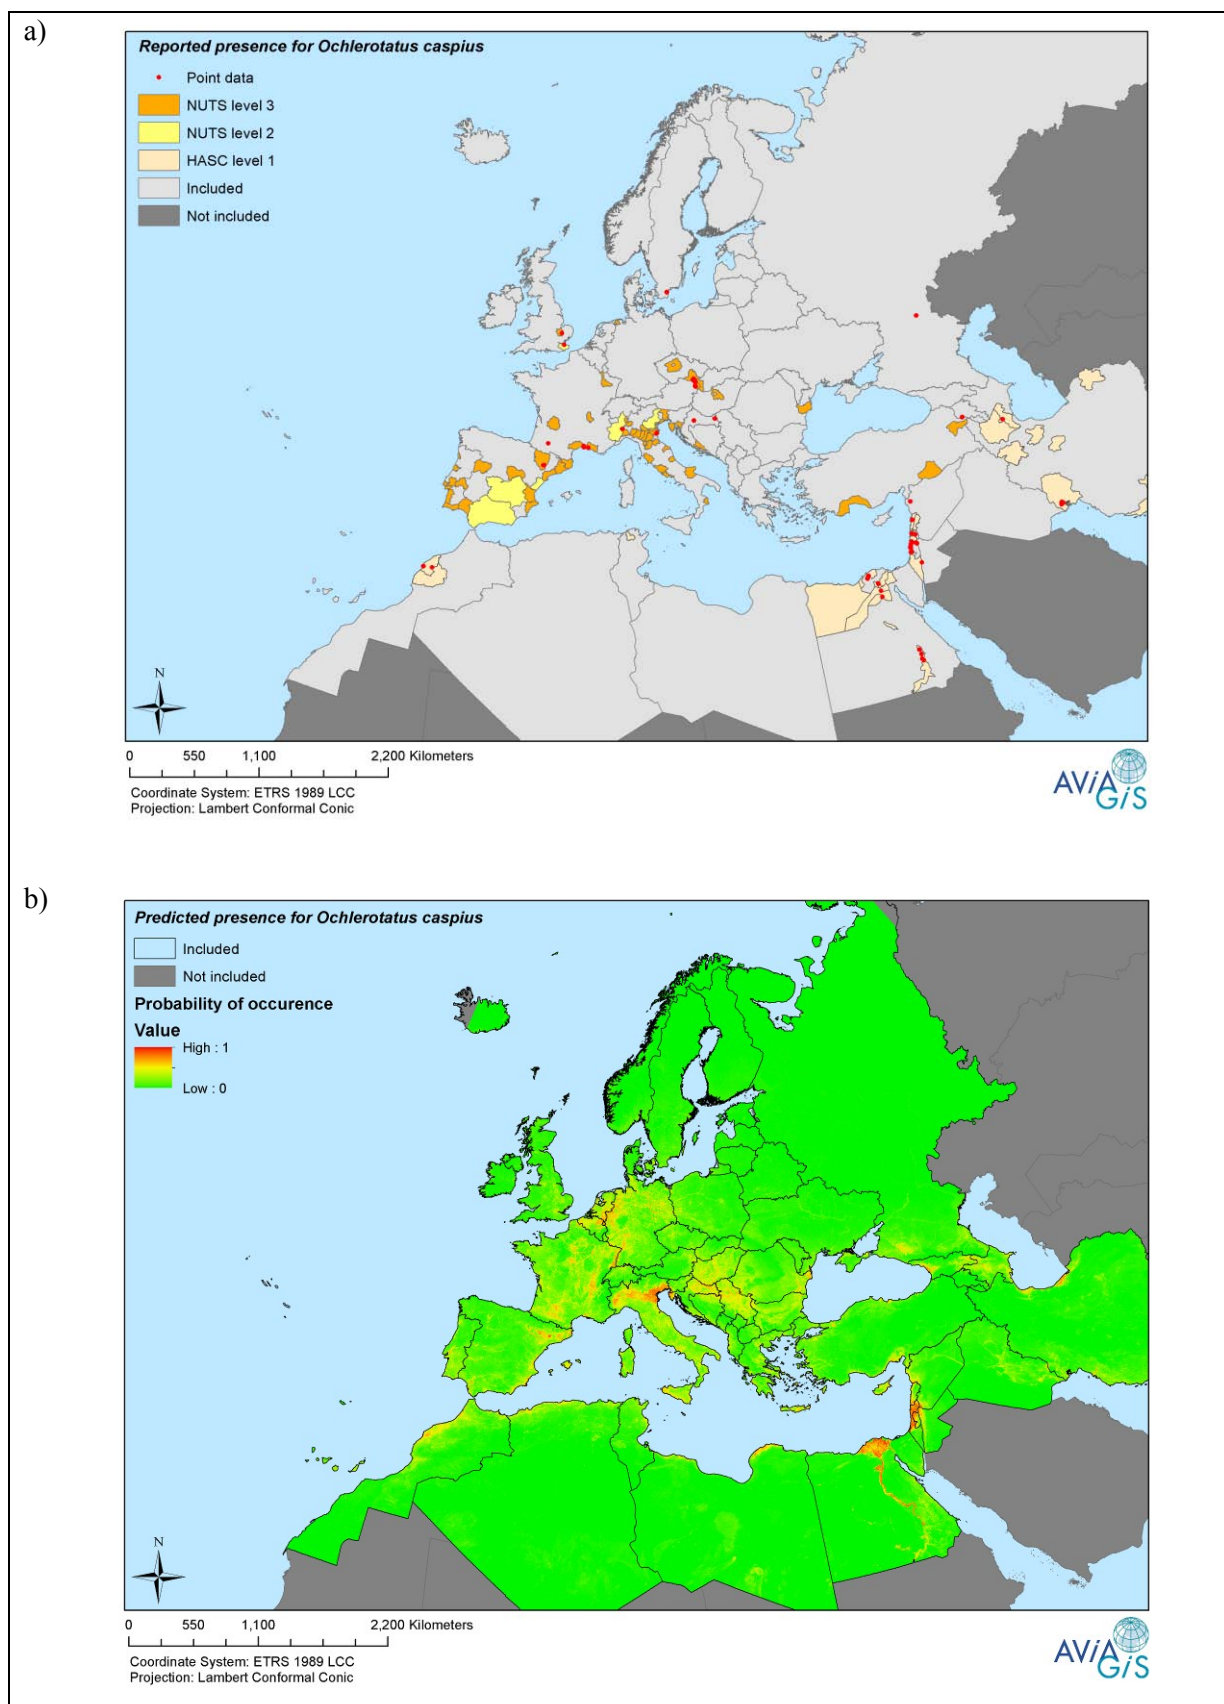 a)
Reported presence for Ochlerotatus caspius
Point data
NUTS level 3
NUTS level 2
HASC level 1
Included
Not included
N
0 550 1,100 2,200 Kilometers
Coordinate System: ETRS 1989 LCC
Projection: Lambert Conformal Conic
AViA
GiS
b)
Predicted presence for Ochlerotatus caspius
Included
Not included
Probability of occurence
Value
High : 1
Low : 0
N
0 550 1,100 2,200 Kilometers
Coordinate System: ETRS 1989 LCC
Projection: Lambert Conformal Conic
AViA
GiS